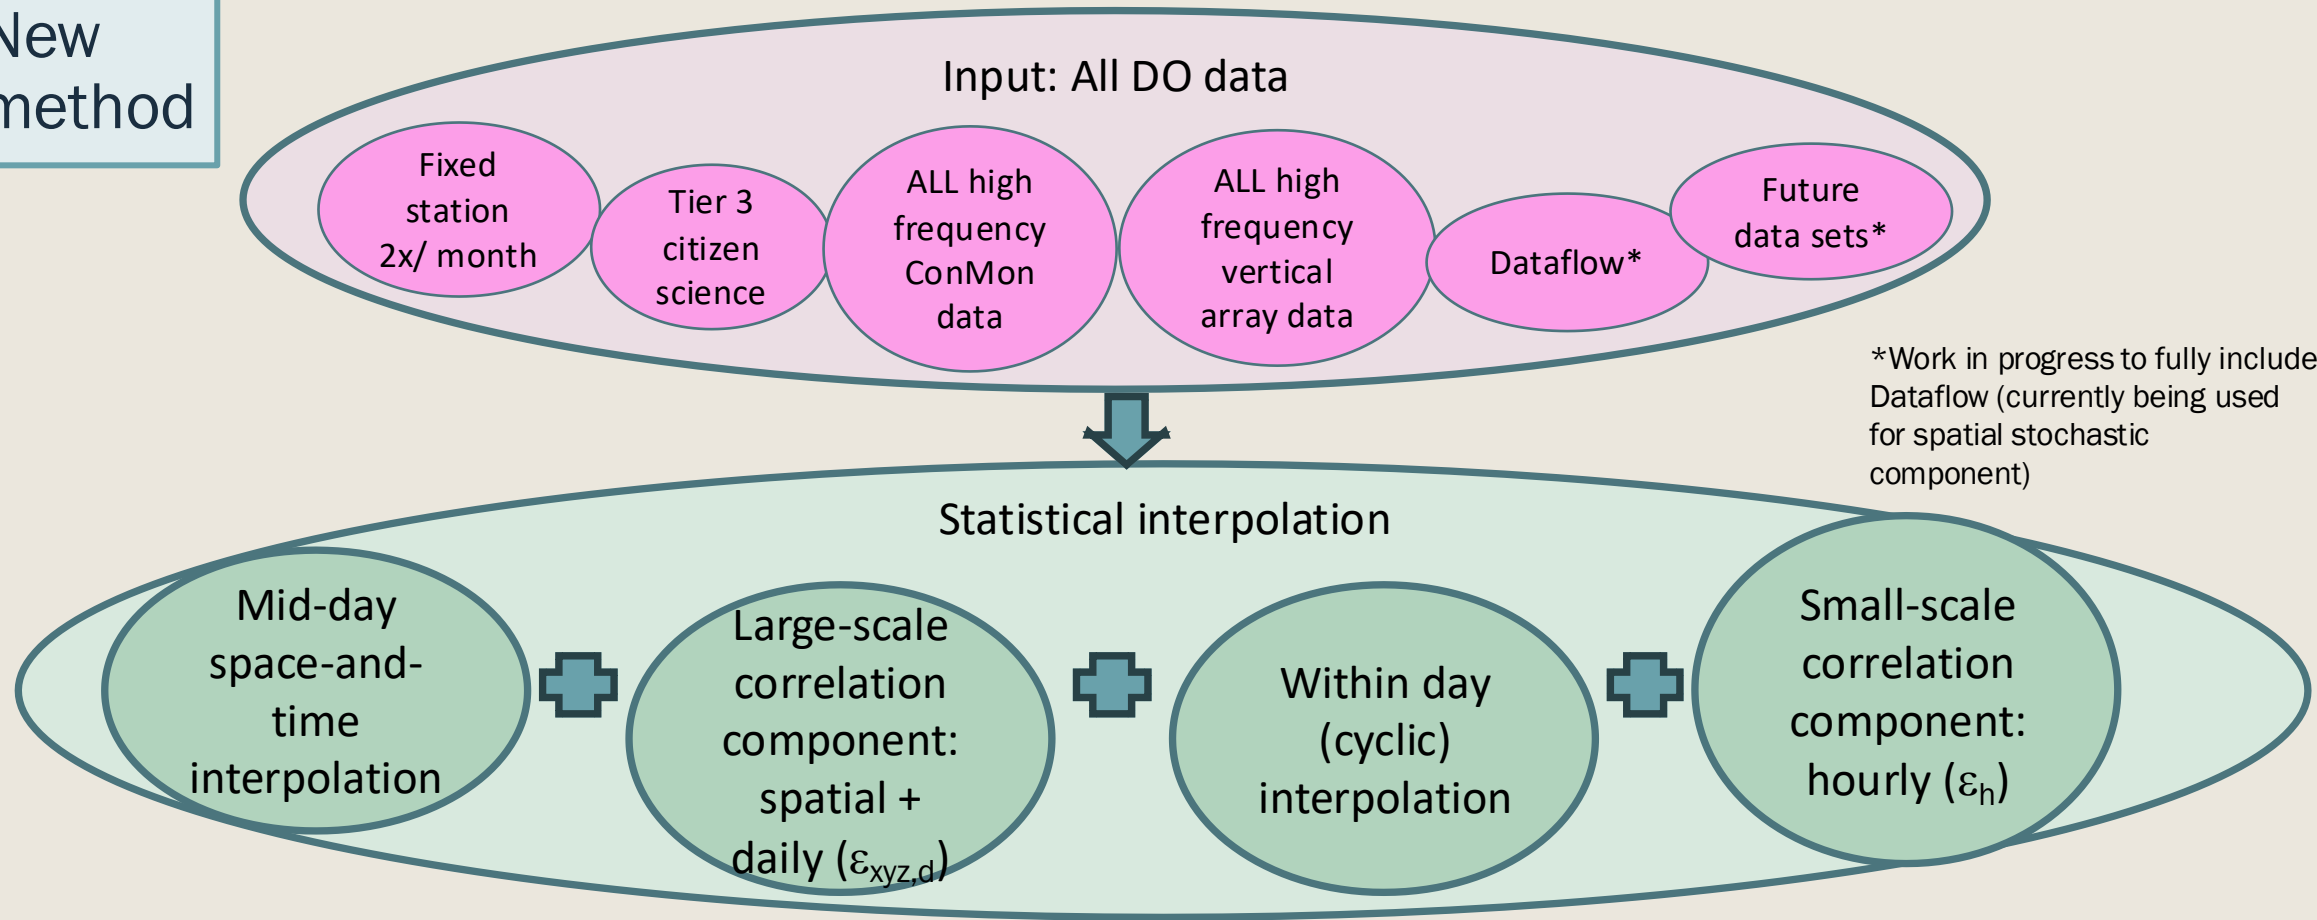 New
method
Input: All DO data
Fixed
station
2x/ month
Tier 3
citizen
science
ALL high
frequency
ConMon
data
ALL high
frequency
vertical
array data
Dataflow*
Future
data sets*
*Work in progress to fully include
Dataflow (currently being used
for spatial stochastic
component)
Statistical interpolation
Mid-day
space-and-
time
interpolation
Large-scale
correlation
component:
spatial +
daily (εxyz,d)
Within day
(cyclic)
interpolation
Small-scale
correlation
component:
hourly (εh)